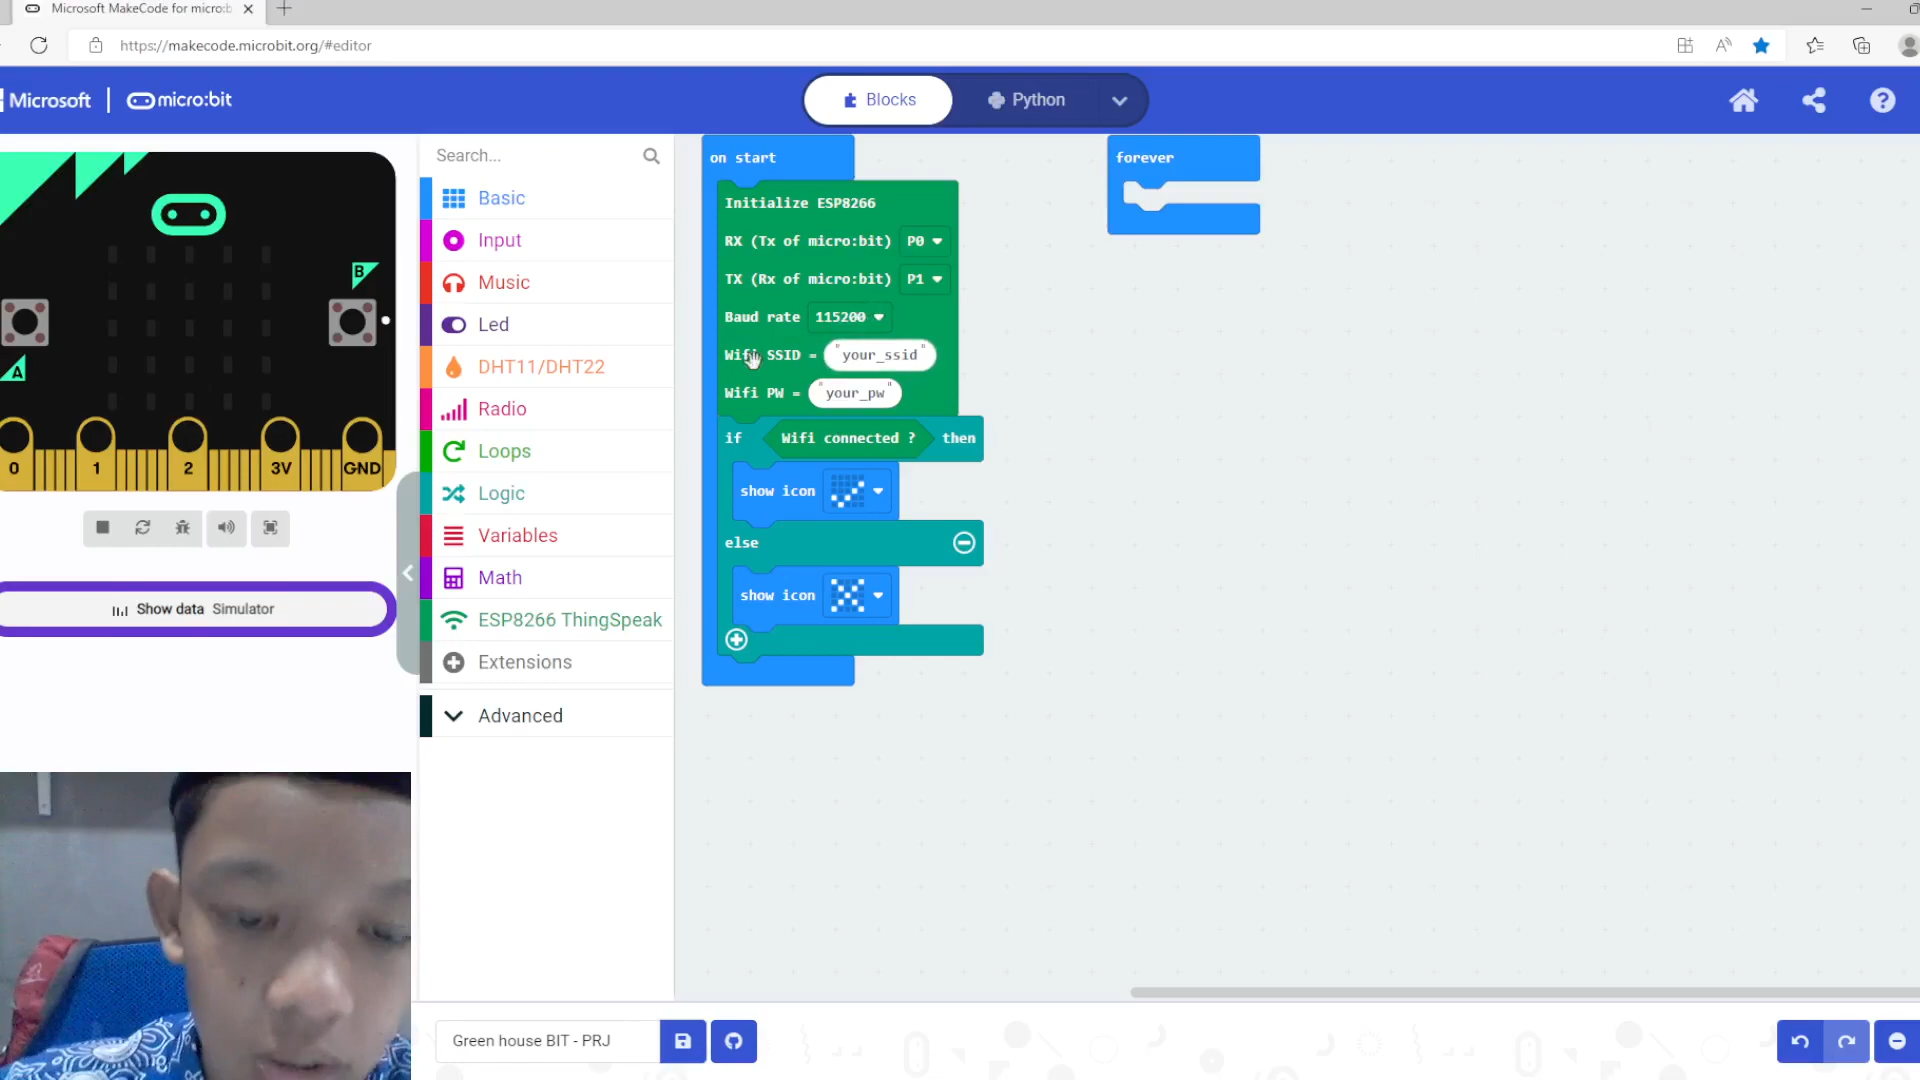 Microsoft MakeCode for micro:b
https://makecode.microbit.org/#editor
Microsoft | micro:bit
Blocks
Python
Search...
Basic
Input
Music
Led
DHT11/DHT22
Radio
Loops
Logic
Variables
Math
ESP8266 ThingSpeak
Extensions
Advanced
B
A
0 1 2 3V GND
Show data Simulator
on start
Initialize ESP8266
RX (Tx of micro:bit) P0
TX (Rx of micro:bit) P1
Baud rate 115200
Wifi SSID = "your_ssid"
Wifi PW = "your_pw"
if Wifi connected ? then
show icon
else
show icon
forever
Green house BIT - PRJ